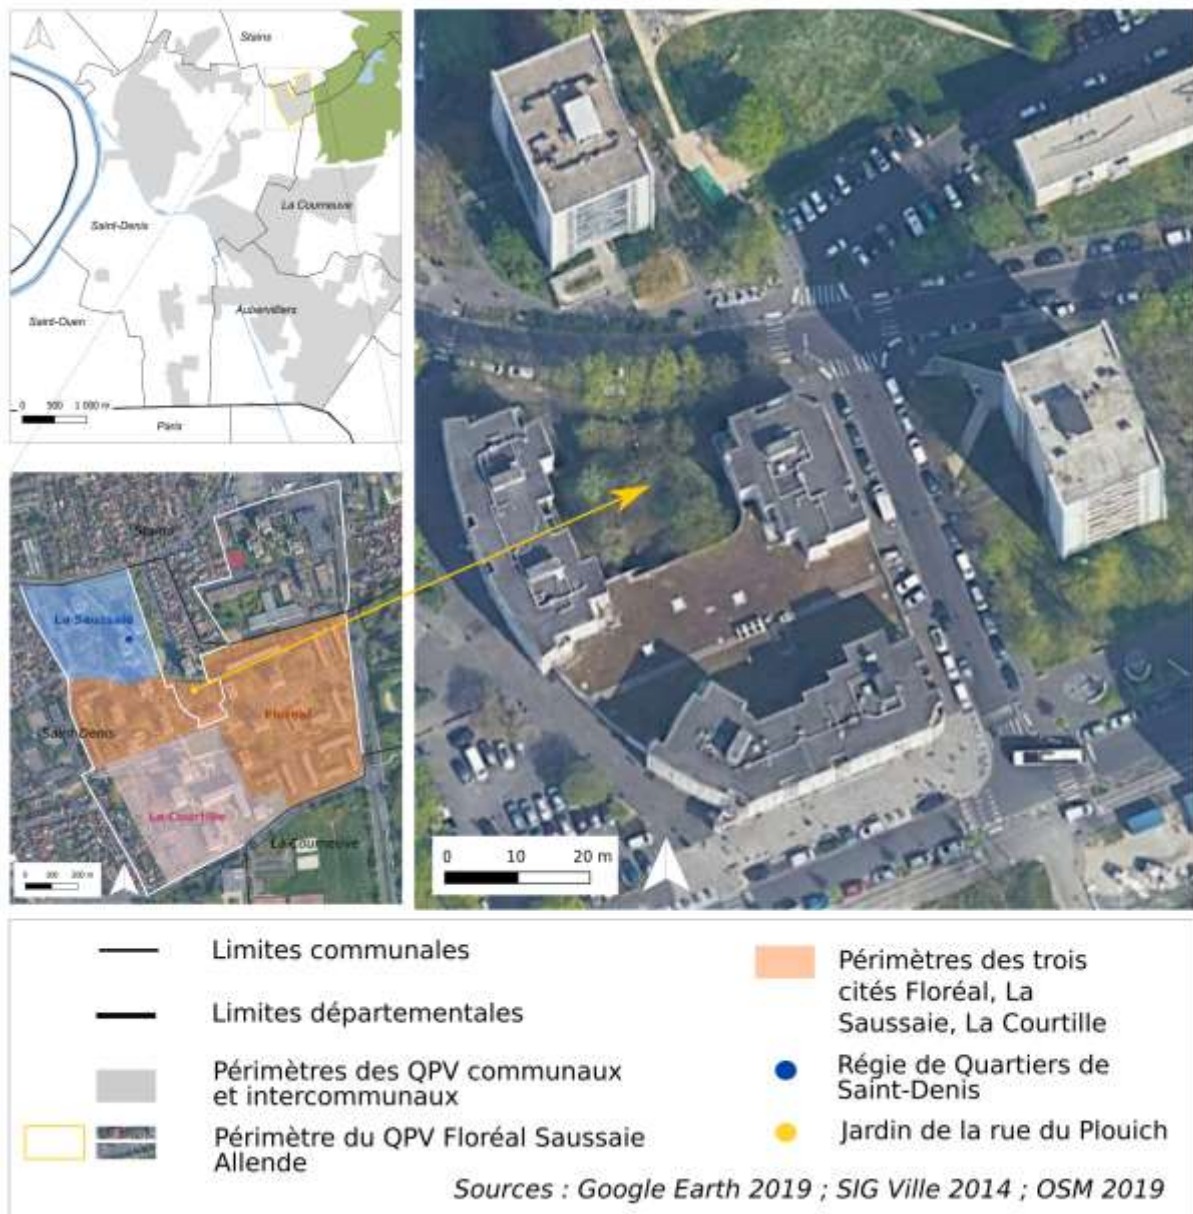 Stains
La Courneuve
Saint-Denis
Aubervilliers
Saint-Ouen
0 500 1 000 m
Paris
Stains
La Saussaie
Floréal
Saint-Denis
La Courtille
La Courneuve
0 100 200 m
0 10 20 m
Limites communales
Limites départementales
Périmètres des QPV communaux
et intercommunaux
Périmètre du QPV Floréal Saussaie
Allende
Périmètres des trois
cités Floréal, La
Saussaie, La Courtille
Régie de Quartiers de
Saint-Denis
Jardin de la rue du Plouich
Sources : Google Earth 2019 ; SIG Ville 2014 ; OSM 2019